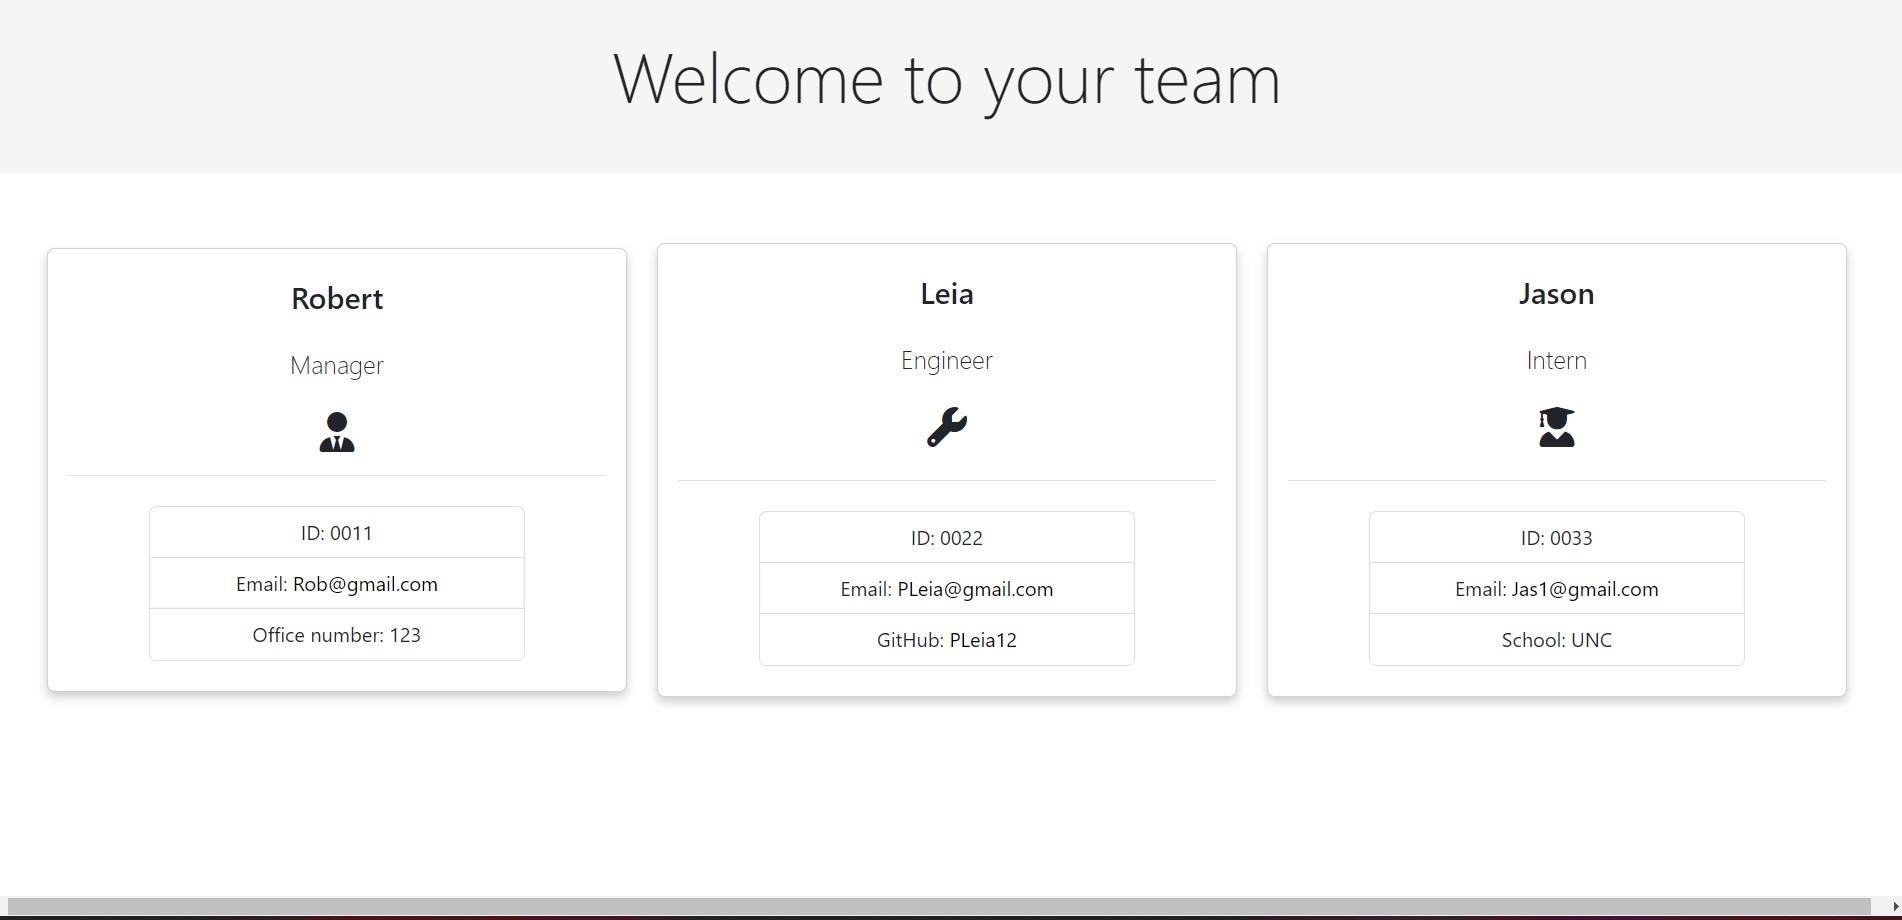 Welcome to your team
Robert
Manager
ID: 0011
Email: Rob@gmail.com
Office number: 123
Leia
Engineer
ID: 0022
Email: PLeia@gmail.com
GitHub: PLeia12
Jason
Intern
ID: 0033
Email: Jas1@gmail.com
School: UNC